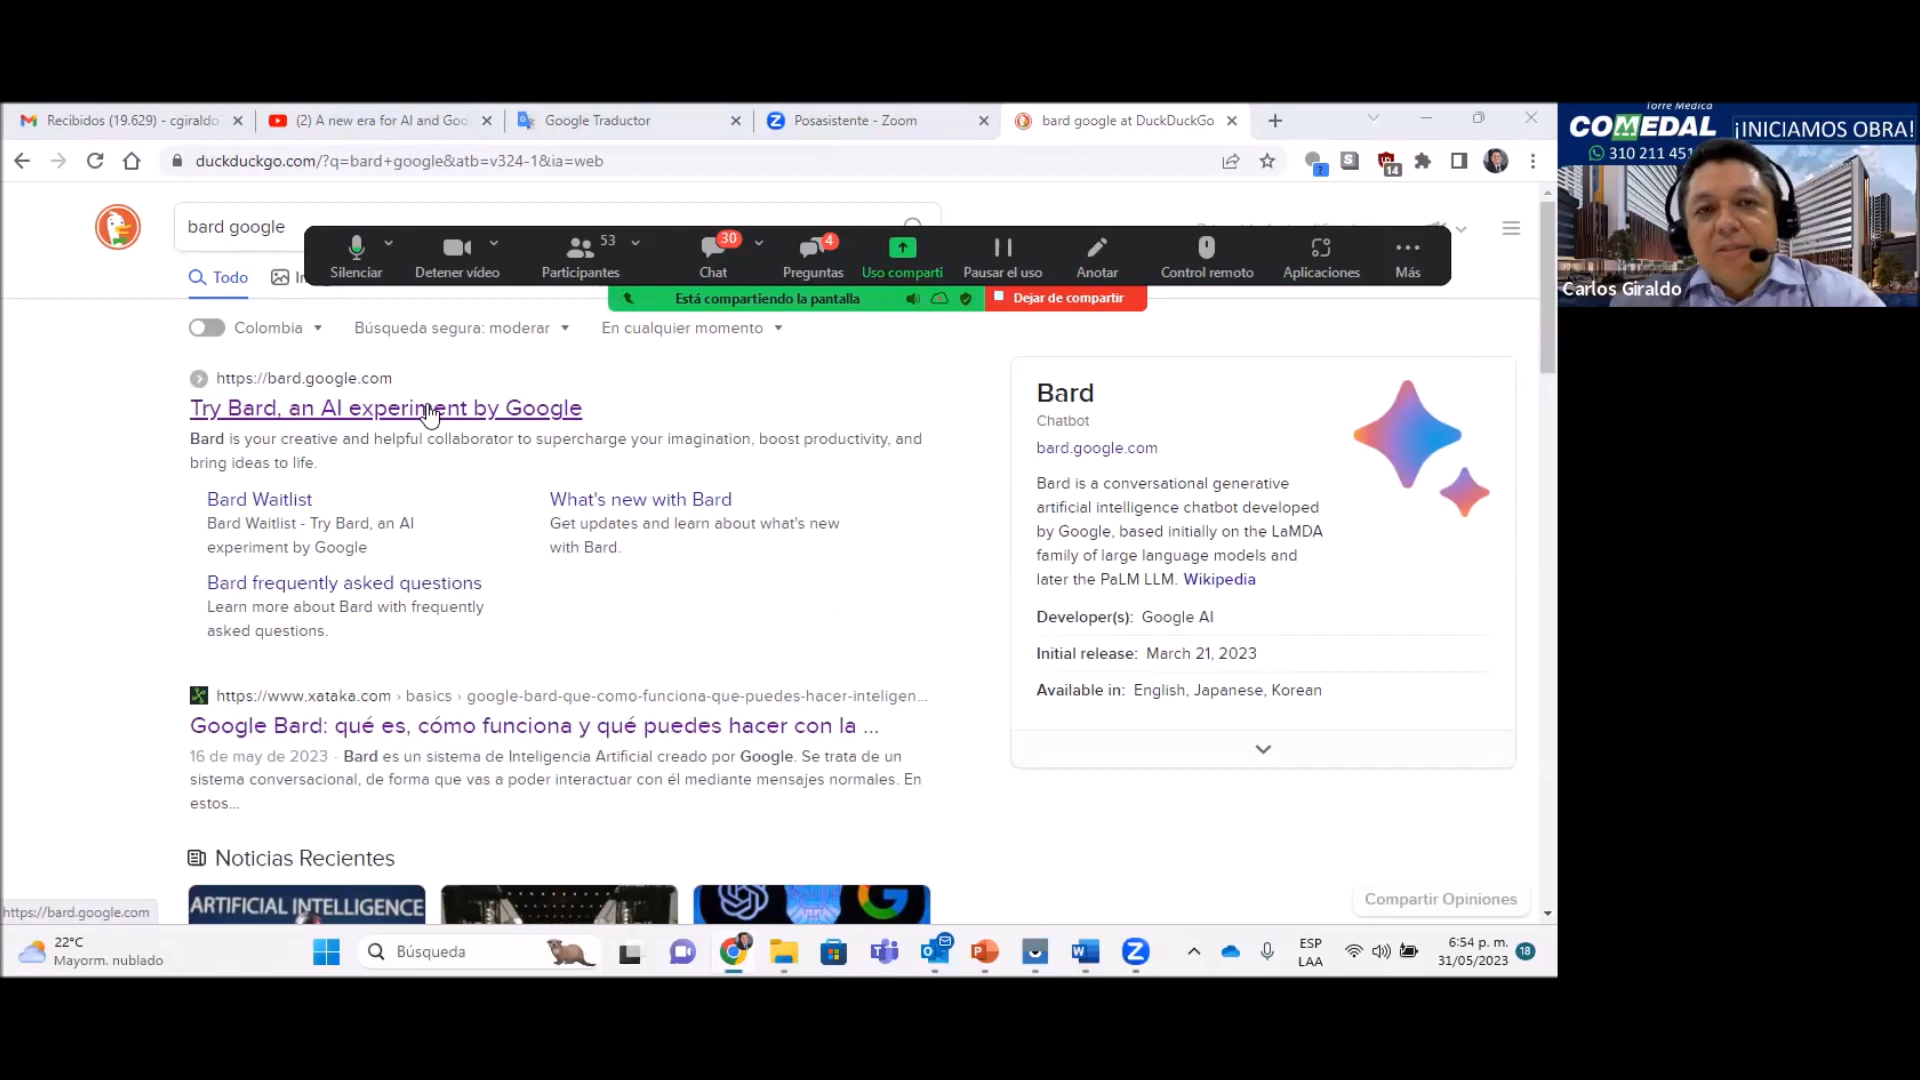 Recibidos (19.629) - cgiraldo
(2) A new era for AI and Goo
Google Traductor
Posasistente - Zoom
bard google at DuckDuckGo
duckduckgo.com/?q=bard+google&atb=v324-1&ia=web
14
Torre Médica
COMEDAL
¡INICIAMOS OBRA!
310 211 451
Carlos Giraldo
bard google
Silenciar
Detener vídeo
53
Participantes
30
Chat
4
Preguntas
Uso comparti
Pausar el uso
Anotar
Control remoto
Aplicaciones
Más
Está compartiendo la pantalla
Dejar de compartir
Todo
Colombia
Búsqueda segura: moderar
En cualquier momento
https://bard.google.com
Try Bard, an AI experiment by Google
Bard is your creative and helpful collaborator to supercharge your imagination, boost productivity, and
bring ideas to life.
Bard Waitlist
Bard Waitlist - Try Bard, an AI
experiment by Google
What's new with Bard
Get updates and learn about what's new
with Bard.
Bard frequently asked questions
Learn more about Bard with frequently
asked questions.
https://www.xataka.com › basics › google-bard-que-como-funciona-que-puedes-hacer-inteligen...
Google Bard: qué es, cómo funciona y qué puedes hacer con la ...
16 de may de 2023 · Bard es un sistema de Inteligencia Artificial creado por Google. Se trata de un
sistema conversacional, de forma que vas a poder interactuar con él mediante mensajes normales. En
estos...
Noticias Recientes
ARTIFICIAL INTELLIGENCE
Bard
Chatbot
bard.google.com
Bard is a conversational generative
artificial intelligence chatbot developed
by Google, based initially on the LaMDA
family of large language models and
later the PaLM LLM. Wikipedia
Developer(s): Google AI
Initial release: March 21, 2023
Available in: English, Japanese, Korean
Compartir Opiniones
https://bard.google.com
22°C
Mayorm. nublado
Búsqueda
ESP
LAA
6:54 p. m.
31/05/2023
18